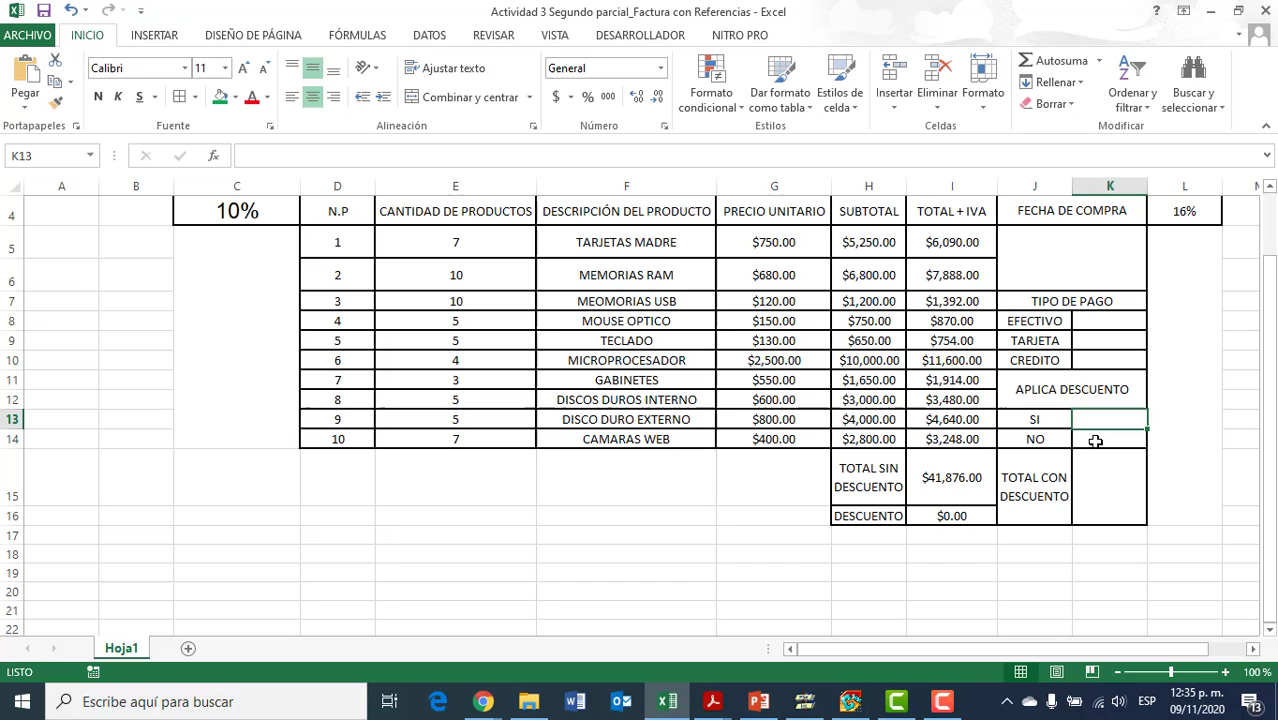 Actividad 3 Segundo parcial_Factura con Referencias - Excel
ARCHIVO INICIO INSERTAR DISEÑO DE PÁGINA FÓRMULAS DATOS REVISAR VISTA DESARROLLADOR NITRO PRO
Pegar
Calibri 11
N K S
Ajustar texto
Combinar y centrar
General
$ % 000
Formato condicional
Dar formato como tabla
Estilos de celda
Insertar
Eliminar
Formato
Autosuma
Rellenar
Borrar
Ordenar y filtrar
Buscar y seleccionar
Portapapeles Fuente Alineación Número Estilos Celdas Modificar
K13 fx
A B C D E F G H I J K L M
4 10% N.P CANTIDAD DE PRODUCTOS DESCRIPCIÓN DEL PRODUCTO PRECIO UNITARIO SUBTOTAL TOTAL + IVA FECHA DE COMPRA 16%
5 1 7 TARJETAS MADRE $750.00 $5,250.00 $6,090.00
6 2 10 MEMORIAS RAM $680.00 $6,800.00 $7,888.00
7 3 10 MEOMORIAS USB $120.00 $1,200.00 $1,392.00 TIPO DE PAGO
8 4 5 MOUSE OPTICO $150.00 $750.00 $870.00 EFECTIVO
9 5 5 TECLADO $130.00 $650.00 $754.00 TARJETA
10 6 4 MICROPROCESADOR $2,500.00 $10,000.00 $11,600.00 CREDITO
11 7 3 GABINETES $550.00 $1,650.00 $1,914.00 APLICA DESCUENTO
12 8 5 DISCOS DUROS INTERNO $600.00 $3,000.00 $3,480.00
13 9 5 DISCO DURO EXTERNO $800.00 $4,000.00 $4,640.00 SI
14 10 7 CAMARAS WEB $400.00 $2,800.00 $3,248.00 NO
15 TOTAL SIN DESCUENTO $41,876.00 TOTAL CON DESCUENTO
16 DESCUENTO $0.00
17
18
19
20
21
22
Hoja1
LISTO 100 %
Escribe aquí para buscar
ESP
12:35 p. m.
09/11/2020
13